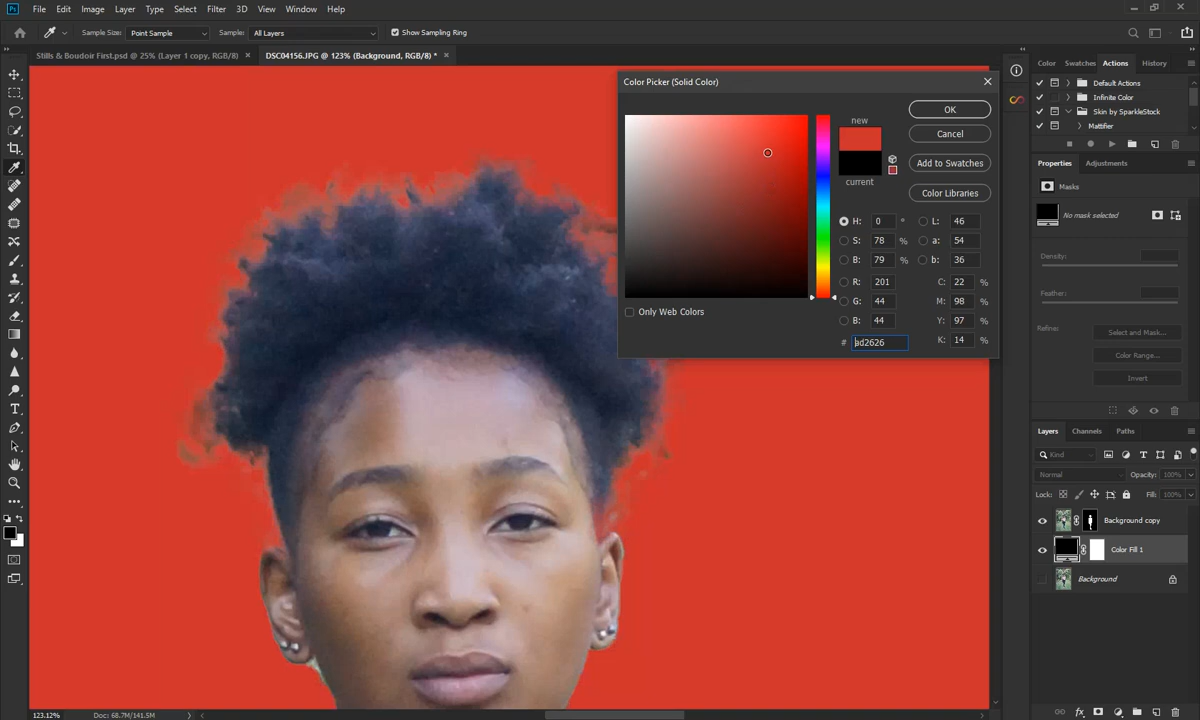 Ps File Edit Image Layer Type Select Filter 3D View Window Help
Sample Size: Point Sample Sample: All Layers Show Sampling Ring
Stills & Boudoir First.psd @ 25% (Layer 1 copy, RGB/8) × DSC04156.JPG @ 123% (Background, RGB/8) * ×
Color Picker (Solid Color)
new
current
OK
Cancel
Add to Swatches
Color Libraries
H: 0 °
S: 78 %
B: 79 %
R: 201
G: 44
B: 44
# ad2626
L: 46
a: 54
b: 36
C: 22 %
M: 98 %
Y: 97 %
K: 14 %
Only Web Colors
Color Swatches Actions History
Default Actions
Infinite Color
Skin by SparkleStock
Mattifier
Properties Adjustments
Masks
No mask selected
Density:
Feather:
Refine:
Select and Mask...
Color Range...
Invert
Layers Channels Paths
Kind
Normal Opacity: 100%
Lock: Fill: 100%
Background copy
Color Fill 1
Background
123.12% Doc: 68.7M/141.5M